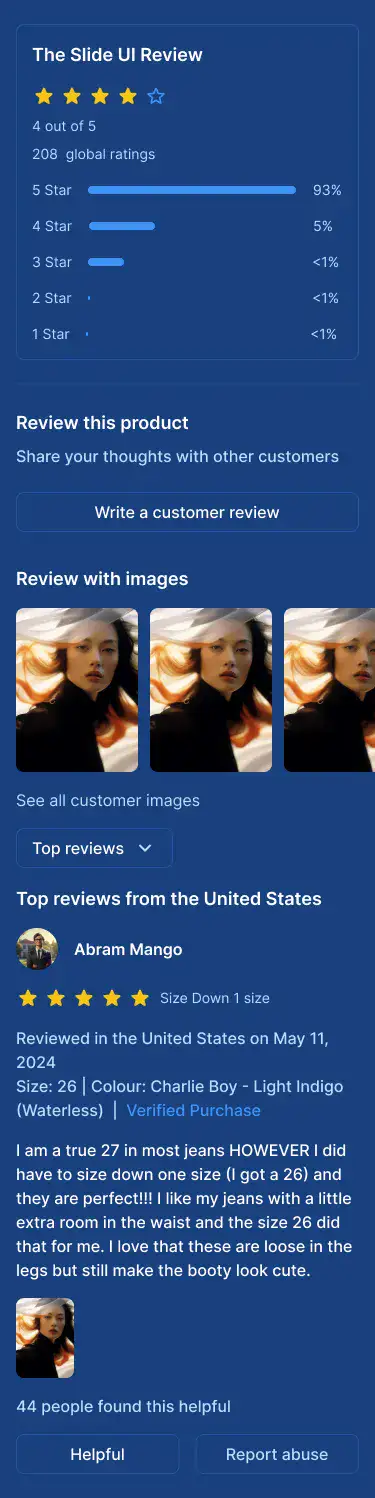 The Slide UI Review
4 out of 5
208 global ratings
5 Star 93%
4 Star 5%
3 Star <1%
2 Star <1%
1 Star <1%
Review this product
Share your thoughts with other customers
Write a customer review
Review with images
See all customer images
Top reviews
Top reviews from the United States
Abram Mango
Size Down 1 size
Reviewed in the United States on May 11,
2024
Size: 26 | Colour: Charlie Boy - Light Indigo
(Waterless) | Verified Purchase
I am a true 27 in most jeans HOWEVER I did
have to size down one size (I got a 26) and
they are perfect!!! I like my jeans with a little
extra room in the waist and the size 26 did
that for me. I love that these are loose in the
legs but still make the booty look cute.
44 people found this helpful
Helpful Report abuse